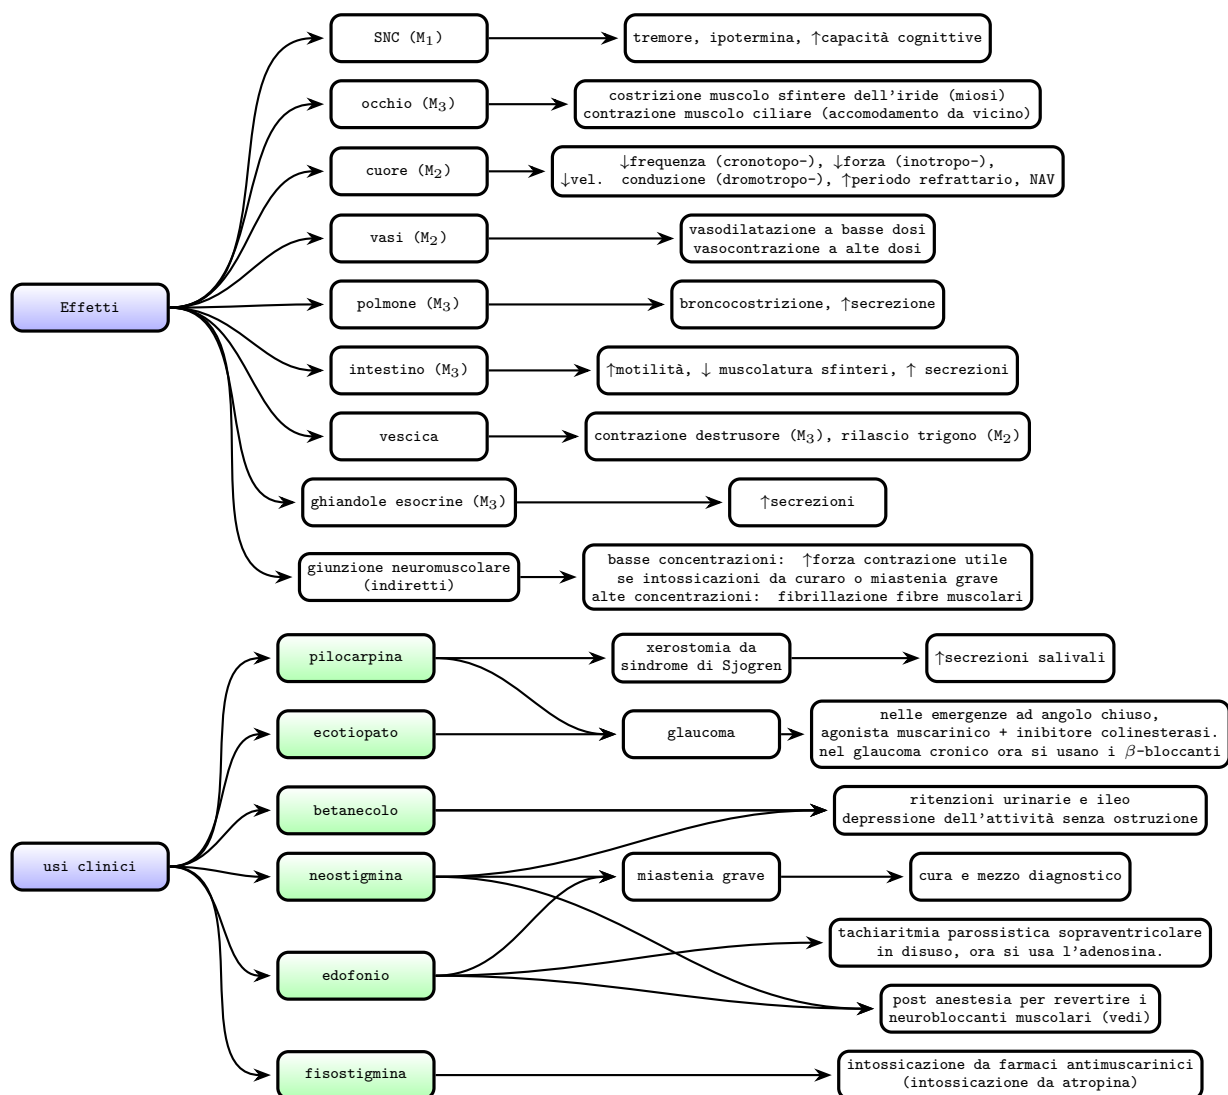 SNC (M1)
tremore, ipotermina, ↑capacità cognittive
occhio (M3)
costrizione muscolo sfintere dell'iride (miosi)
contrazione muscolo ciliare (accomodamento da vicino)
cuore (M2)
↓frequenza (cronotopo-), ↓forza (inotropo-),
↓vel. conduzione (dromotropo-), ↑periodo refrattario, NAV
vasi (M2)
vasodilatazione a basse dosi
vasocontrazione a alte dosi
Effetti
polmone (M3)
broncocostrizione, ↑secrezione
intestino (M3)
↑motilità, ↓ muscolatura sfinteri, ↑ secrezioni
vescica
contrazione destrusore (M3), rilascio trigono (M2)
ghiandole esocrine (M3)
↑secrezioni
giunzione neuromuscolare
(indiretti)
basse concentrazioni: ↑forza contrazione utile
se intossicazioni da curaro o miastenia grave
alte concentrazioni: fibrillazione fibre muscolari
pilocarpina
xerostomia da
sindrome di Sjogren
↑secrezioni salivali
ecotiopato
glaucoma
nelle emergenze ad angolo chiuso,
agonista muscarinico + inibitore colinesterasi.
nel glaucoma cronico ora si usano i β-bloccanti
betanecolo
ritenzioni urinarie e ileo
depressione dell'attività senza ostruzione
usi clinici
neostigmina
miastenia grave
cura e mezzo diagnostico
tachiaritmia parossistica sopraventricolare
in disuso, ora si usa l'adenosina.
edofonio
post anestesia per revertire i
neurobloccanti muscolari (vedi)
fisostigmina
intossicazione da farmaci antimuscarinici
(intossicazione da atropina)